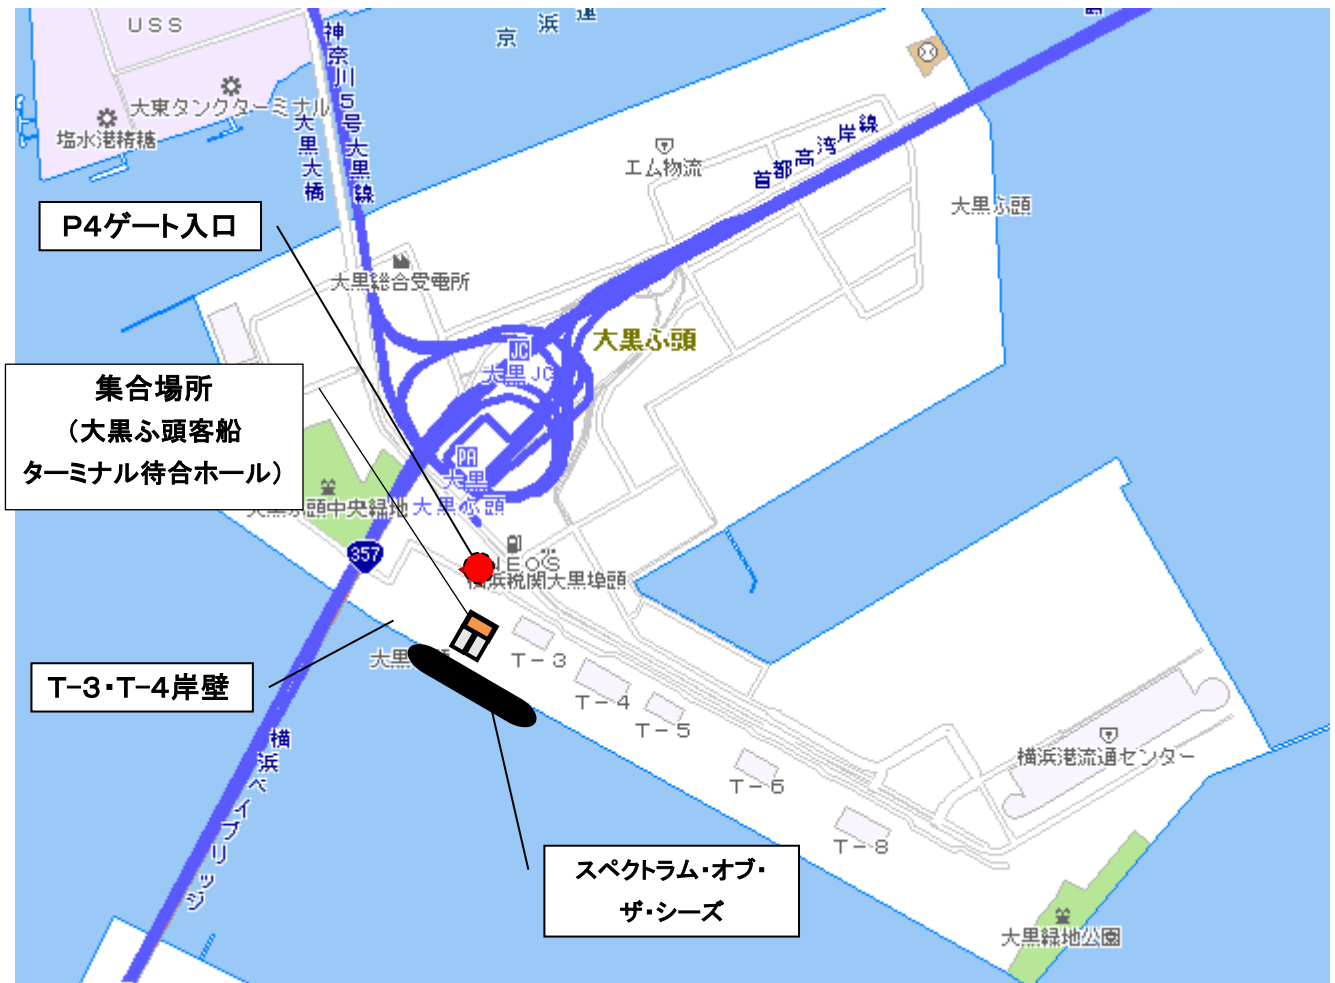 USS
京浜運
神奈川5号大黒線
大東タンクターミナル
塩水港精糖
大黒大橋
エム物流
首都高湾岸線
大黒ふ頭
P4ゲート入口
大黒総合受電所
大黒ふ頭
JC
大黒JC
集合場所
(大黒ふ頭客船
ターミナル待合ホール)
PA
大黒
大黒ふ頭
大黒ふ頭中央緑地
357
ENEOS
横浜税関大黒埠頭
T-3
大黒
T-4
T-3・T-4岸壁
T-5
横浜ベイブリッジ
横浜港流通センター
T-6
T-8
スペクトラム・オブ・
ザ・シーズ
大黒緑地公園